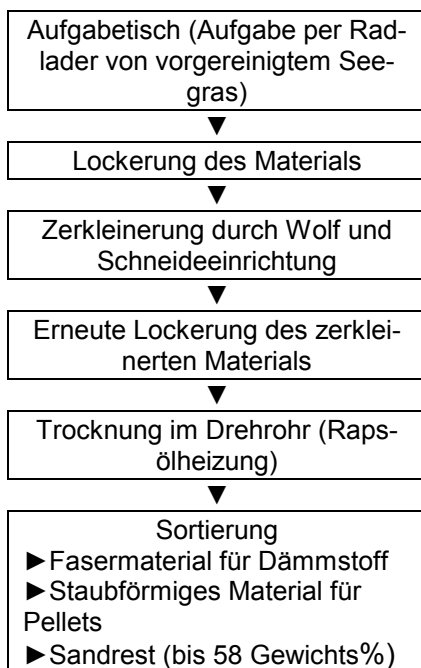 Aufgabetisch (Aufgabe per Rad-
lader von vorgereinigtem See-
gras)
▼
Lockerung des Materials
▼
Zerkleinerung durch Wolf und
Schneideeinrichtung
▼
Erneute Lockerung des zerklei-
nerten Materials
▼
Trocknung im Drehrohr (Raps-
ölheizung)
▼
Sortierung
►Fasermaterial für Dämmstoff
►Staubförmiges Material für
Pellets
►Sandrest (bis 58 Gewichts%)